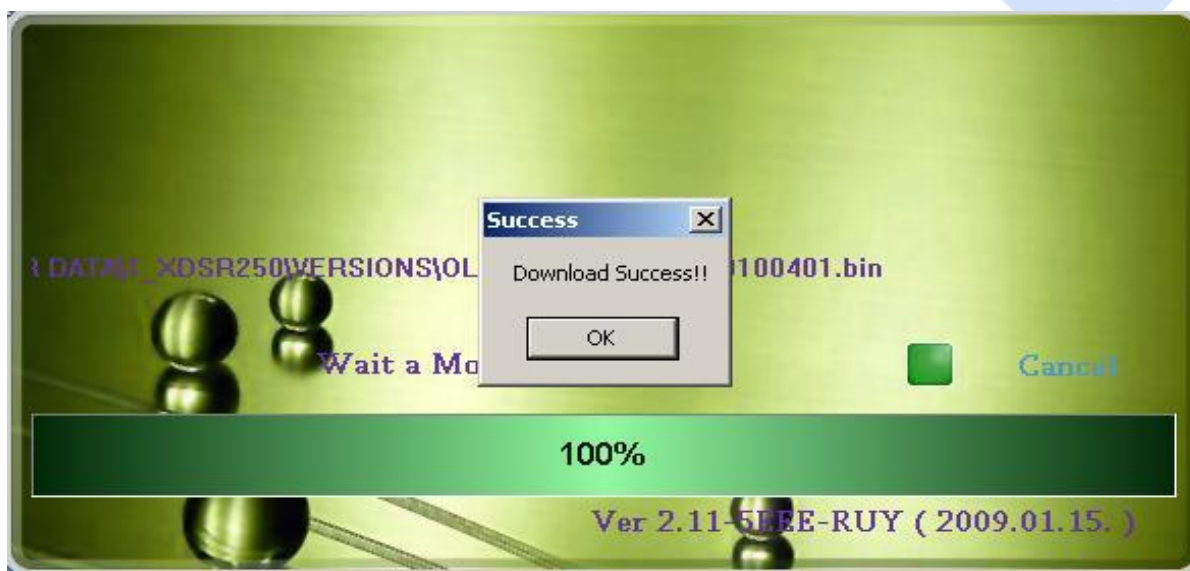 Success
DATA\I_XDSR250\VERSIONS\OL
Download Success!!
100401.bin
OK
Wait a Mo
Cancel
100%
Ver 2.11-5EEE-RUY ( 2009.01.15. )